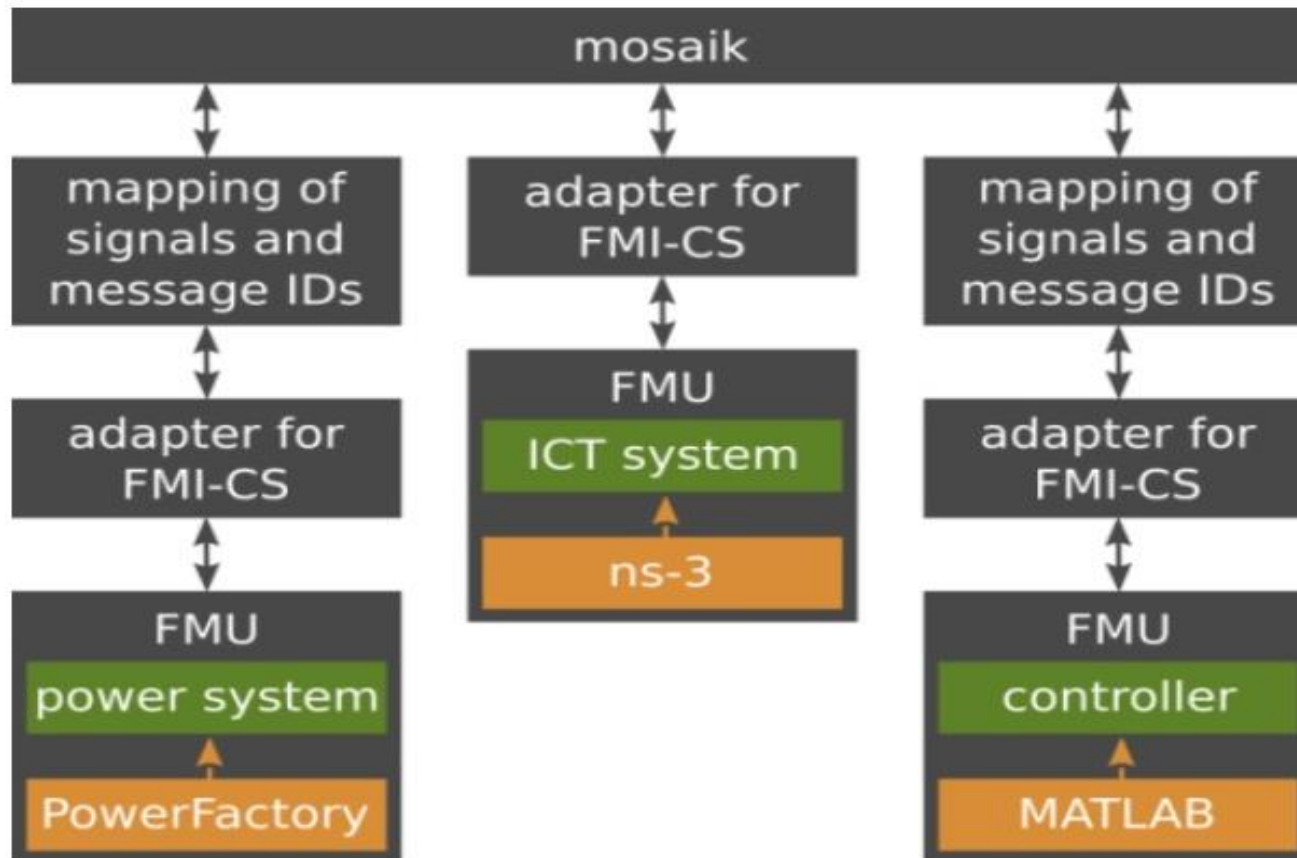 mosaik
mapping of
signals and
message IDs
adapter for
FMI-CS
FMU
power system
PowerFactory
adapter for
FMI-CS
FMU
ICT system
ns-3
mapping of
signals and
message IDs
adapter for
FMI-CS
FMU
controller
MATLAB